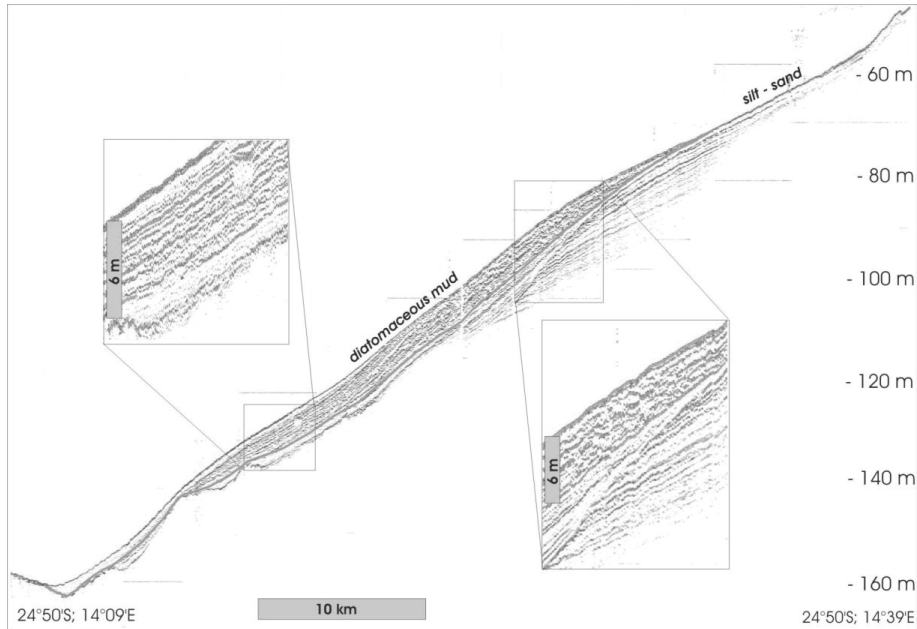 silt - sand
- 60 m
- 80 m
6 m
diatomaceous mud
- 100 m
- 120 m
6 m
- 140 m
- 160 m
10 km
24°50'S; 14°09'E
24°50'S; 14°39'E